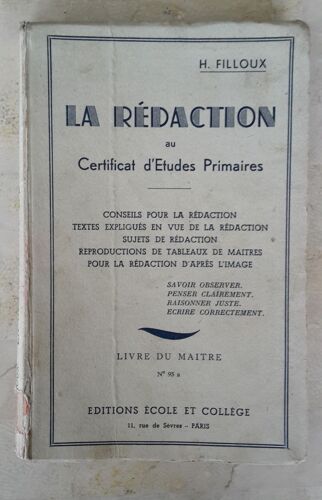 H. FILLOUX
LA RÉDACTION
au
Certificat d'Etudes Primaires
CONSEILS POUR LA RÉDACTION
TEXTES EXPLIQUÉS EN VUE DE LA RÉDACTION
SUJETS DE RÉDACTION
REPRODUCTIONS DE TABLEAUX DE MAITRES
POUR LA RÉDACTION D'APRÈS L'IMAGE
SAVOIR OBSERVER.
PENSER CLAIREMENT.
RAISONNER JUSTE.
ECRIRE CORRECTEMENT.
LIVRE DU MAITRE
N° 95 a
EDITIONS ÉCOLE ET COLLÈGE
11, rue de Sèvres - PARIS